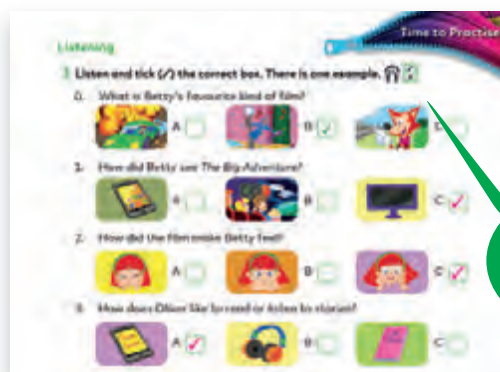 Time to Practise
Listening
Listen and tick (✓) the correct box. There is one example.
0. What is Betty's favourite kind of film?
A B ✓
1. How did Betty see The Big Adventure?
B C ✓
2. How did the film make Betty feel?
A B C ✓
3. How does Oliver like to read or listen to stories?
A ✓ B C